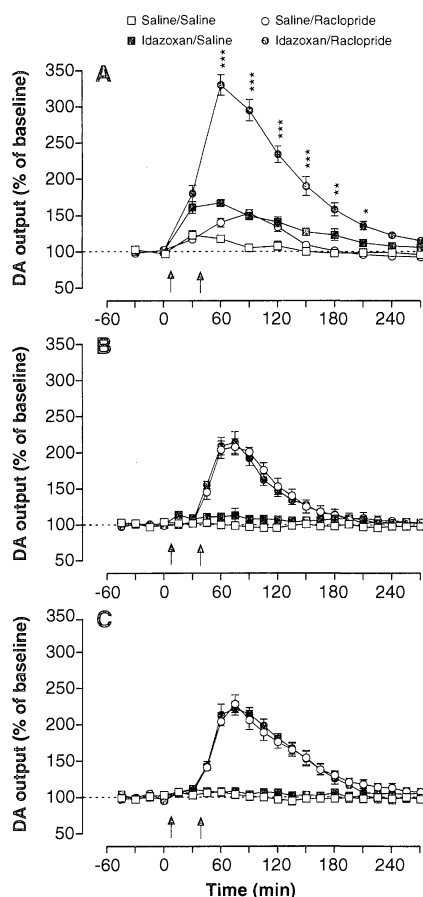 Saline/Saline Saline/Raclopride
Idazoxan/Saline Idazoxan/Raclopride
A
DA output (% of baseline)
350
300
250
200
150
100
50
*** *** *** *** ** *
-60 0 60 120 180 240
B
DA output (% of baseline)
350
300
250
200
150
100
50
-60 0 60 120 180 240
C
DA output (% of baseline)
350
300
250
200
150
100
50
-60 0 60 120 180 240
Time (min)